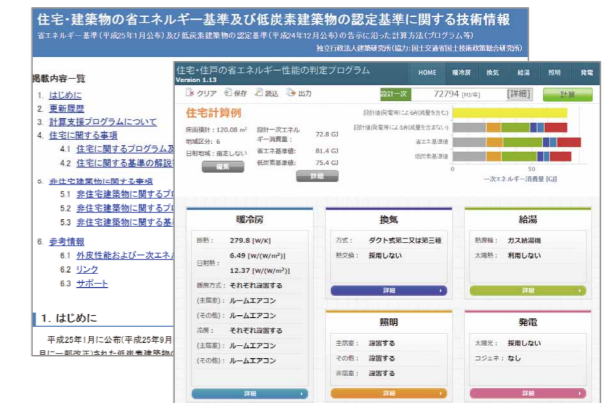 住宅・建築物の省エネルギー基準及び低炭素建築物の認定基準に関する技術情報
省エネルギー基準(平成25年1月公布)及び低炭素建築物の認定基準(平成24年12月公布)の告示に沿った計算方法(プログラム等)
独立行政法人建築研究所(協力:国土交通省国土技術政策総合研究所)
掲載内容一覧
1. はじめに
2. 更新履歴
3. 計算支援プログラムについて
4. 住宅に関する事項
4.1 住宅に関するプログラム及
4.2 住宅に関する基準の解説
5. 非住宅建築物に関する事項
5.1 非住宅建築物に関するプロ
5.2 非住宅建築物に関するプロ
5.3 非住宅建築物に関する基
6. 参考情報
6.1 外皮性能および一次エネ
6.2 リンク
6.3 サポート
1. はじめに
平成25年1月に公布(平成25年9月
月に一部改正)された低炭素建築物の
住宅・住戸の省エネルギー性能の判定プログラム
Version 1.13
HOME 暖冷房 換気 給湯 照明 発電
クリア 保存 読込 出力
設計一次 72794 [MJ/年] [詳細] 計算
住宅計算例
床面積計：120.08 m²
地域区分：6
日射地域：指定しない
編集
設計一次エネルギー消費量： 72.8 GJ
省エネ基準値： 81.4 GJ
低炭素基準値： 75.4 GJ
詳細
省エネ基準値
低炭素基準値
0 50
一次エネルギー消費量 [GJ]
暖冷房
断熱： 279.8 [W/K]
日射熱： 6.49 [W/(W/m²)]
12.37 [W/(W/m²)]
暖房方式： それぞれ設置する
(主居室)： ルームエアコン
(その他)： ルームエアコン
冷房： それぞれ設置する
(主居室)： ルームエアコン
(その他)： ルームエアコン
詳細
換気
方式： ダクト式第二又は第三種
熱交換： 採用しない
詳細
給湯
熱源機： ガス給湯機
太陽熱： 利用しない
詳細
照明
主居室： 設置する
その他： 設置する
非居室： 設置する
詳細
発電
太陽光： 採用しない
コジェネ： なし
詳細